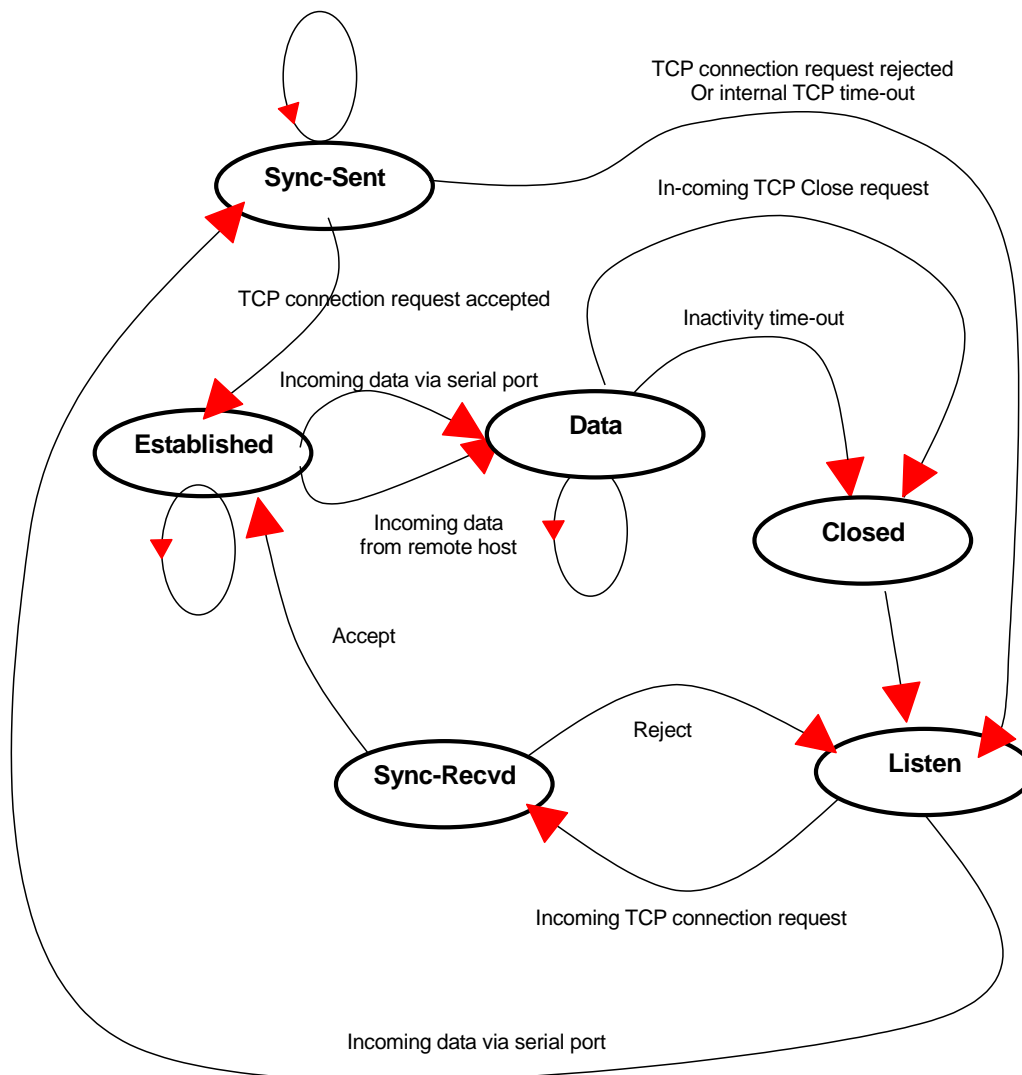 TCP connection request rejected
Or internal TCP time-out
Sync-Sent
In-coming TCP Close request
TCP connection request accepted
Inactivity time-out
Incoming data via serial port
Data
Established
Incoming data
from remote host
Closed
Accept
Reject
Listen
Sync-Recvd
Incoming TCP connection request
Incoming data via serial port